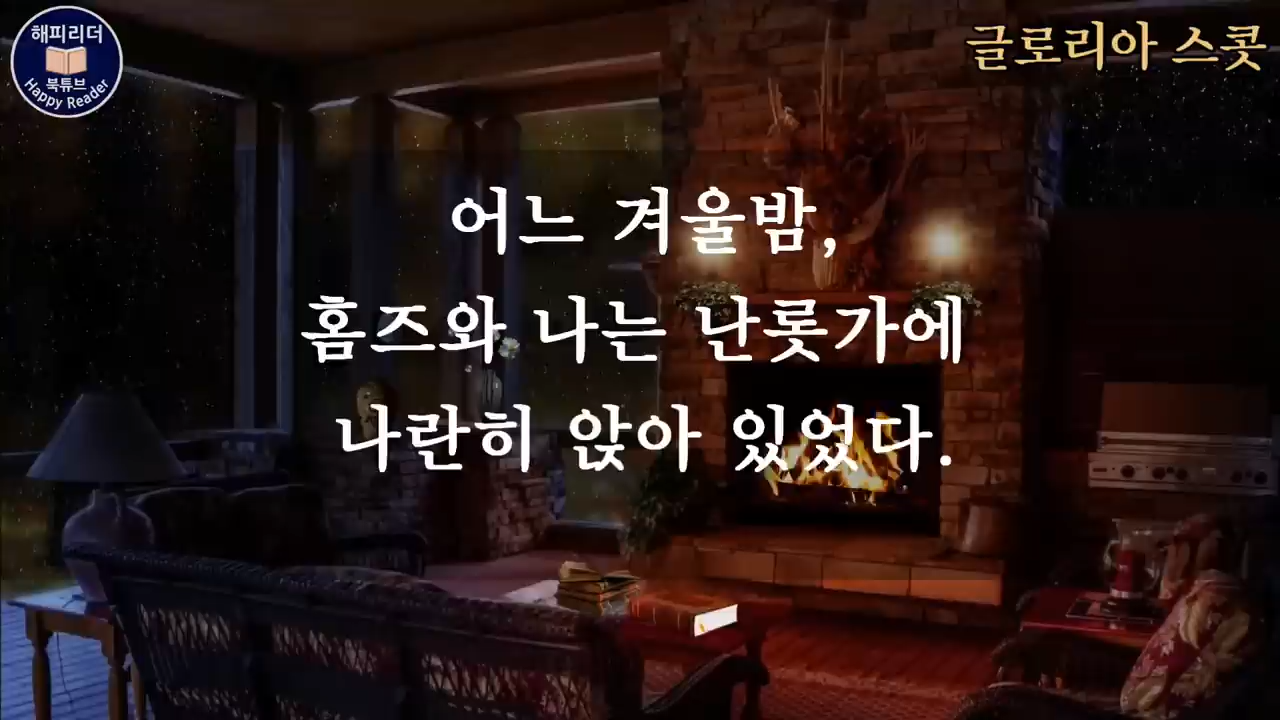 해피리더
북튜브
Happy Reader
글로리아 스콧
어느 겨울밤,
홈즈와 나는 난롯가에
나란히 앉아 있었다.